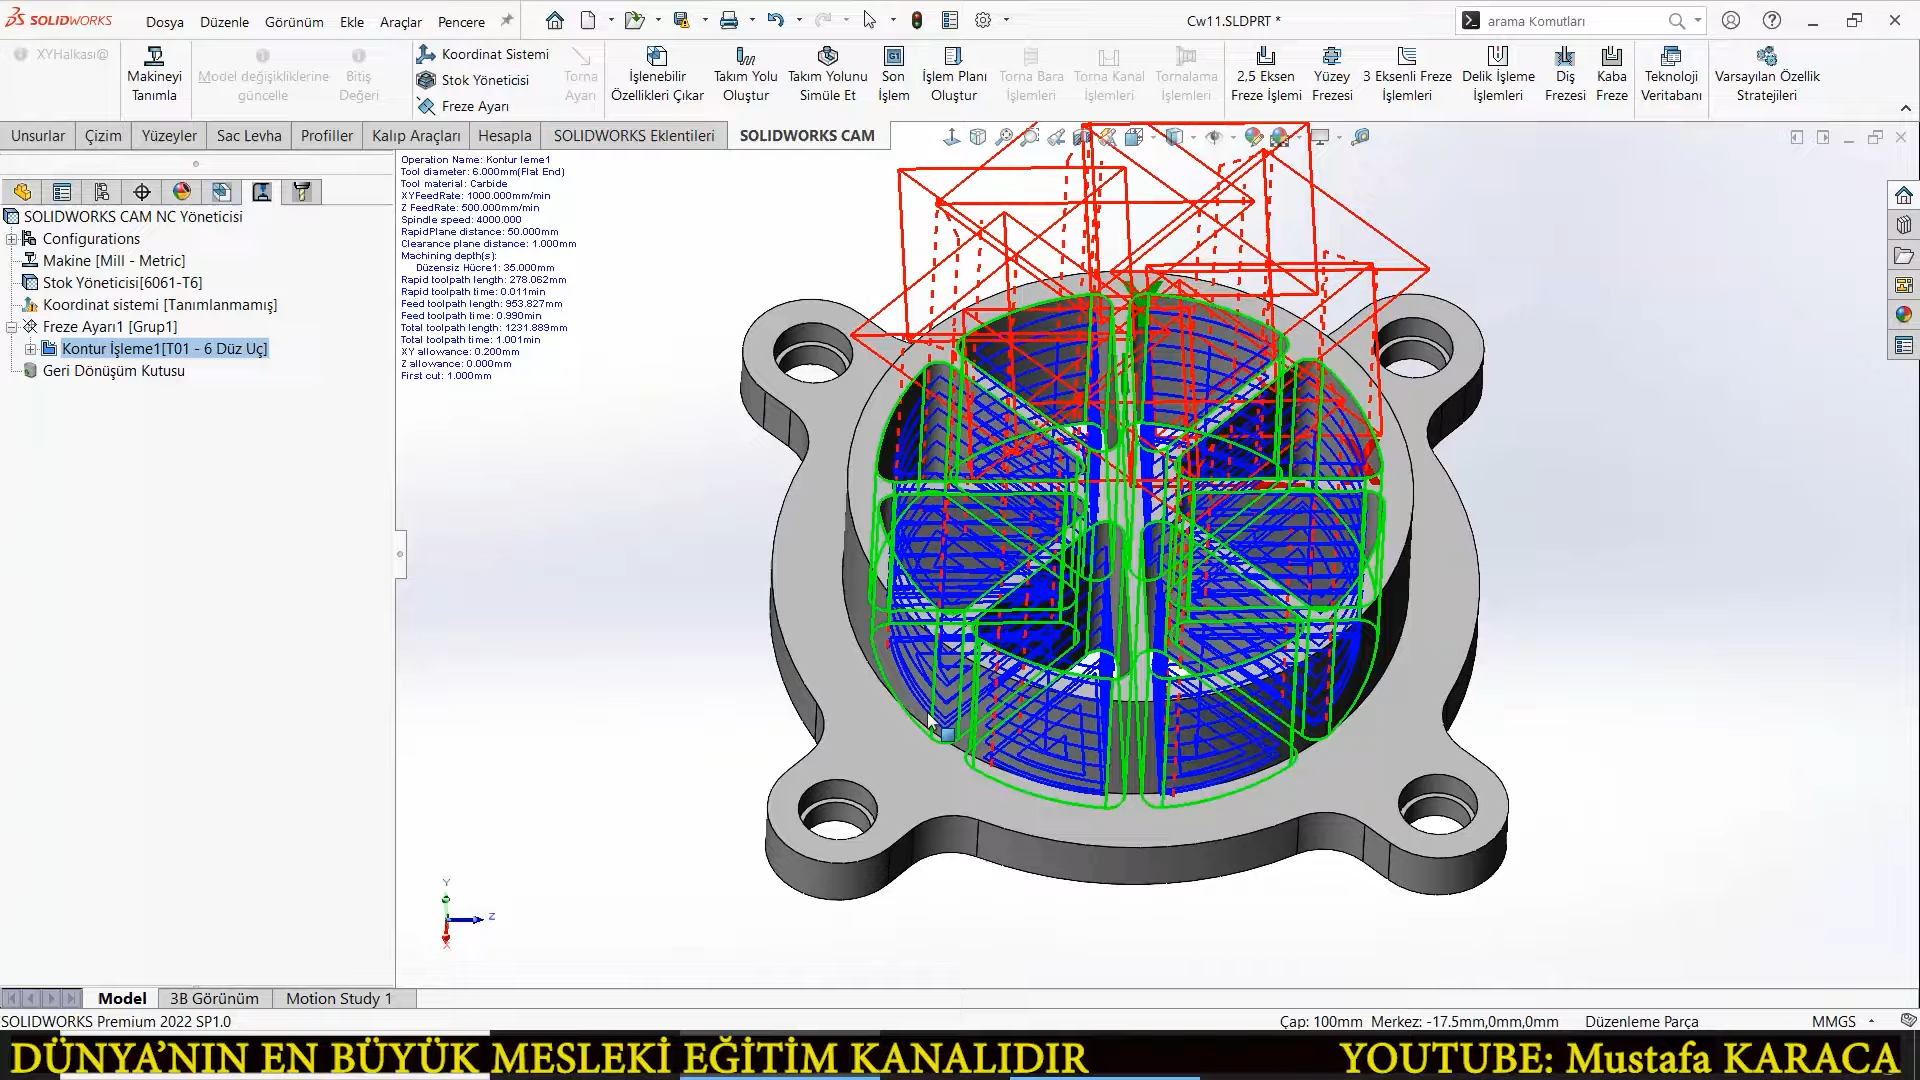 SOLIDWORKS
Dosya Düzenle Görünüm Ekle Araçlar Pencere
Cw11.SLDPRT *
arama Komutları
XYHalkası@
Makineyi Tanımla
Model değişikliklerine güncelle
Bitiş Değeri
Koordinat Sistemi
Stok Yöneticisi
Freze Ayarı
Torna Ayarı
İşlenebilir Özellikleri Çıkar
Takım Yolu Oluştur
Takım Yolunu Simüle Et
Son İşlem
İşlem Planı Oluştur
Torna Bara İşlemleri
Torna Kanal İşlemleri
Tornalama İşlemleri
2,5 Eksen Freze İşlemi
Yüzey Frezesi
3 Eksenli Freze İşlemleri
Delik İşleme İşlemleri
Diş Frezesi
Kaba Freze
Teknoloji Veritabanı
Varsayılan Özellik Stratejileri
Unsurlar Çizim Yüzeyler Sac Levha Profiller Kalıp Araçları Hesapla SOLIDWORKS Eklentileri SOLIDWORKS CAM
SOLIDWORKS CAM NC Yöneticisi
Configurations
Makine [Mill - Metric]
Stok Yöneticisi[6061-T6]
Koordinat sistemi [Tanımlanmamış]
Freze Ayarı1 [Grup1]
Kontur İşleme1[T01 - 6 Düz Uç]
Geri Dönüşüm Kutusu
Operation Name: Kontur Ieme1
Tool diameter: 6.000mm(Flat End)
Tool material: Carbide
XYFeedRate: 1000.000mm/min
Z FeedRate: 500.000mm/min
Spindle speed: 4000.000
RapidPlane distance: 50.000mm
Clearance plane distance: 1.000mm
Machining depth(s):
Düzensiz Hücre1: 35.000mm
Rapid toolpath length: 278.062mm
Rapid toolpath time: 0.011min
Feed toolpath length: 953.827mm
Feed toolpath time: 0.990min
Total toolpath length: 1231.889mm
Total toolpath time: 1.001min
XY allowance: 0.200mm
Z allowance: 0.000mm
First cut: 1.000mm
Y
Z
X
Model 3B Görünüm Motion Study 1
SOLIDWORKS Premium 2022 SP1.0
Çap: 100mm Merkez: -17.5mm,0mm,0mm Düzenleme Parça MMGS
DÜNYA’NIN EN BÜYÜK MESLEKİ EĞİTİM KANALIDIR YOUTUBE: Mustafa KARACA